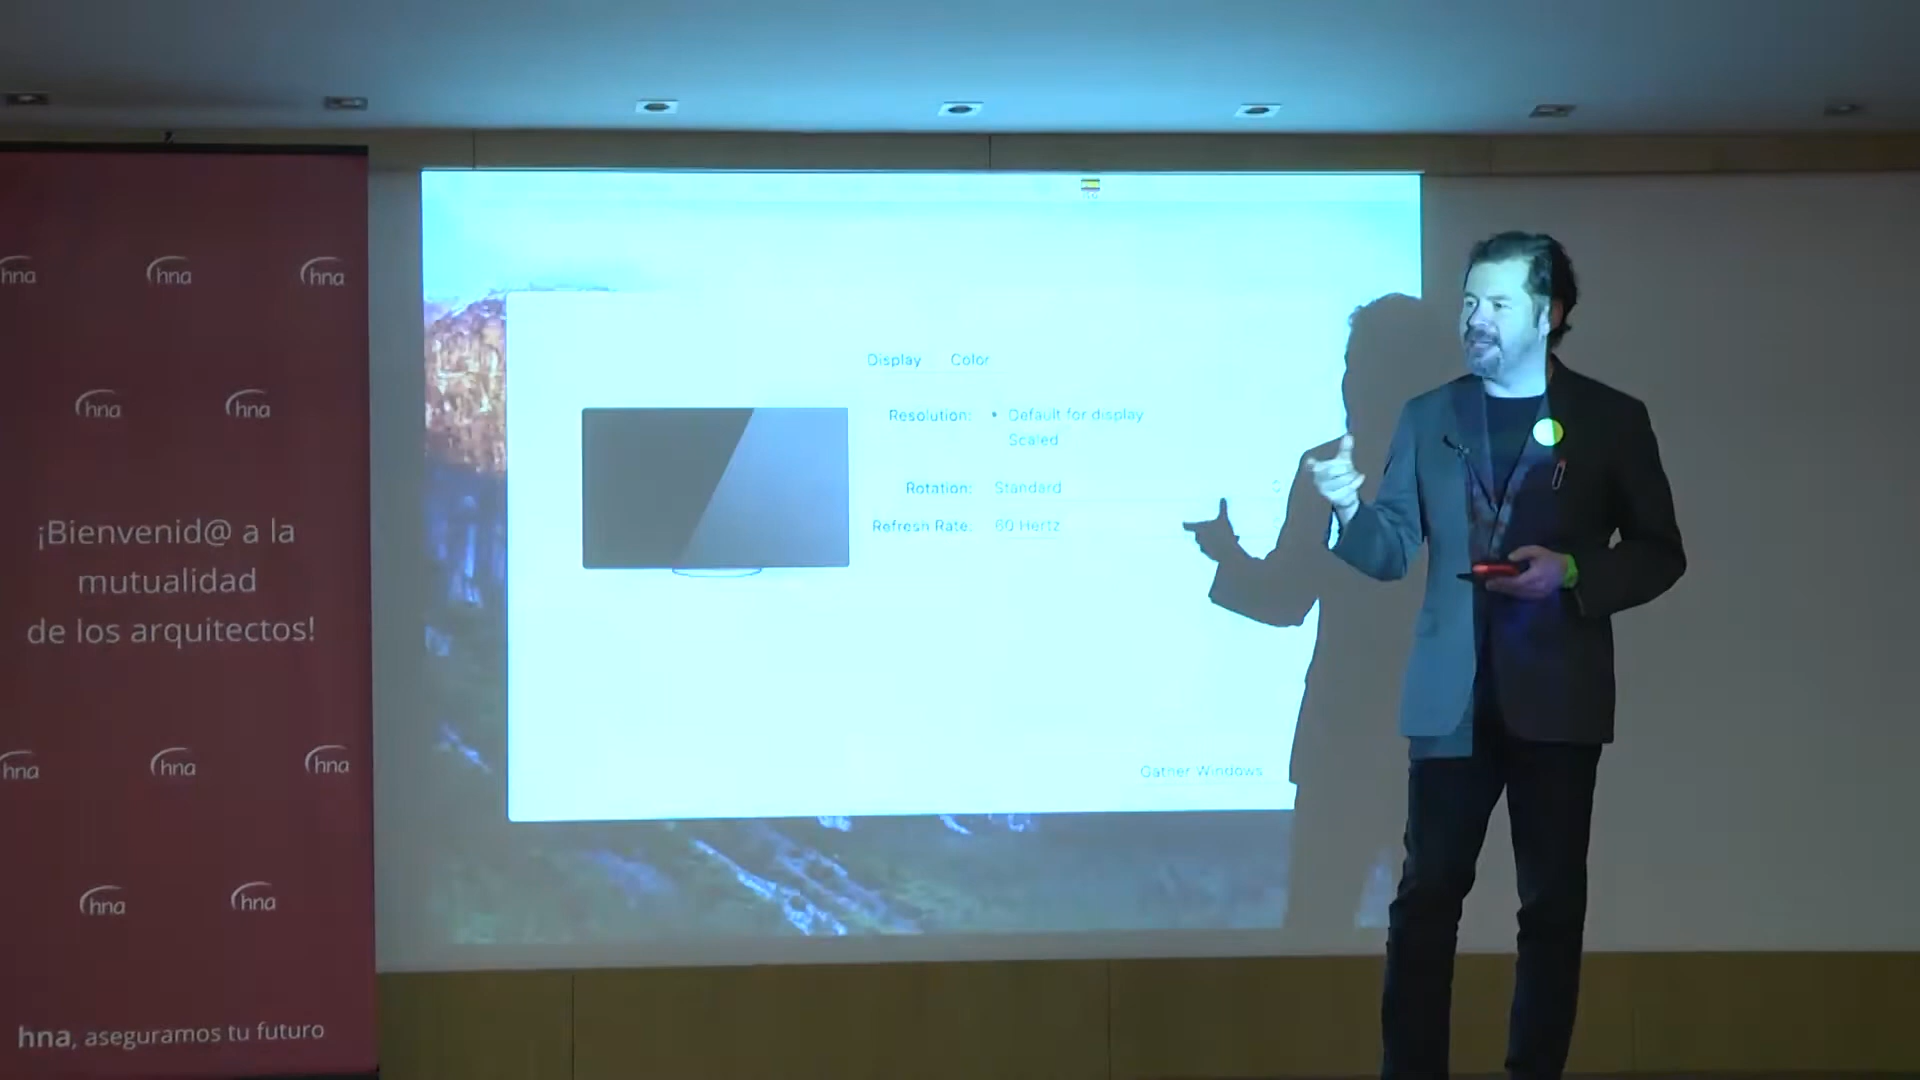 hna hna hna
hna hna
¡Bienvenid@ a la
mutualidad
de los arquitectos!
hna hna hna
hna hna
hna, aseguramos tu futuro
Display Color
Resolution: Default for display
Scaled
Rotation: Standard
Refresh Rate: 60 Hertz
Gather Windows